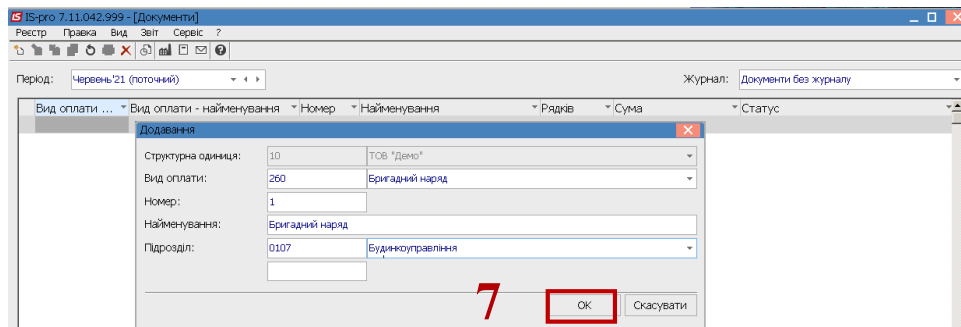 IS-pro 7.11.042.999 - [Документи]
Реєстр Правка Вид Звіт Сервіс ?
Період: Червень'21 (поточний) Журнал: Документи без журналу
Вид оплати ... Вид оплати - найменування Номер Найменування Рядків Сума Статус
Додавання
Структурна одиниця: 10 ТОВ "Демо"
Вид оплати: 260 Бригадний наряд
Номер: 1
Найменування: Бригадний наряд
Підрозділ: 0107 Будинкоуправління
7 OK Скасувати